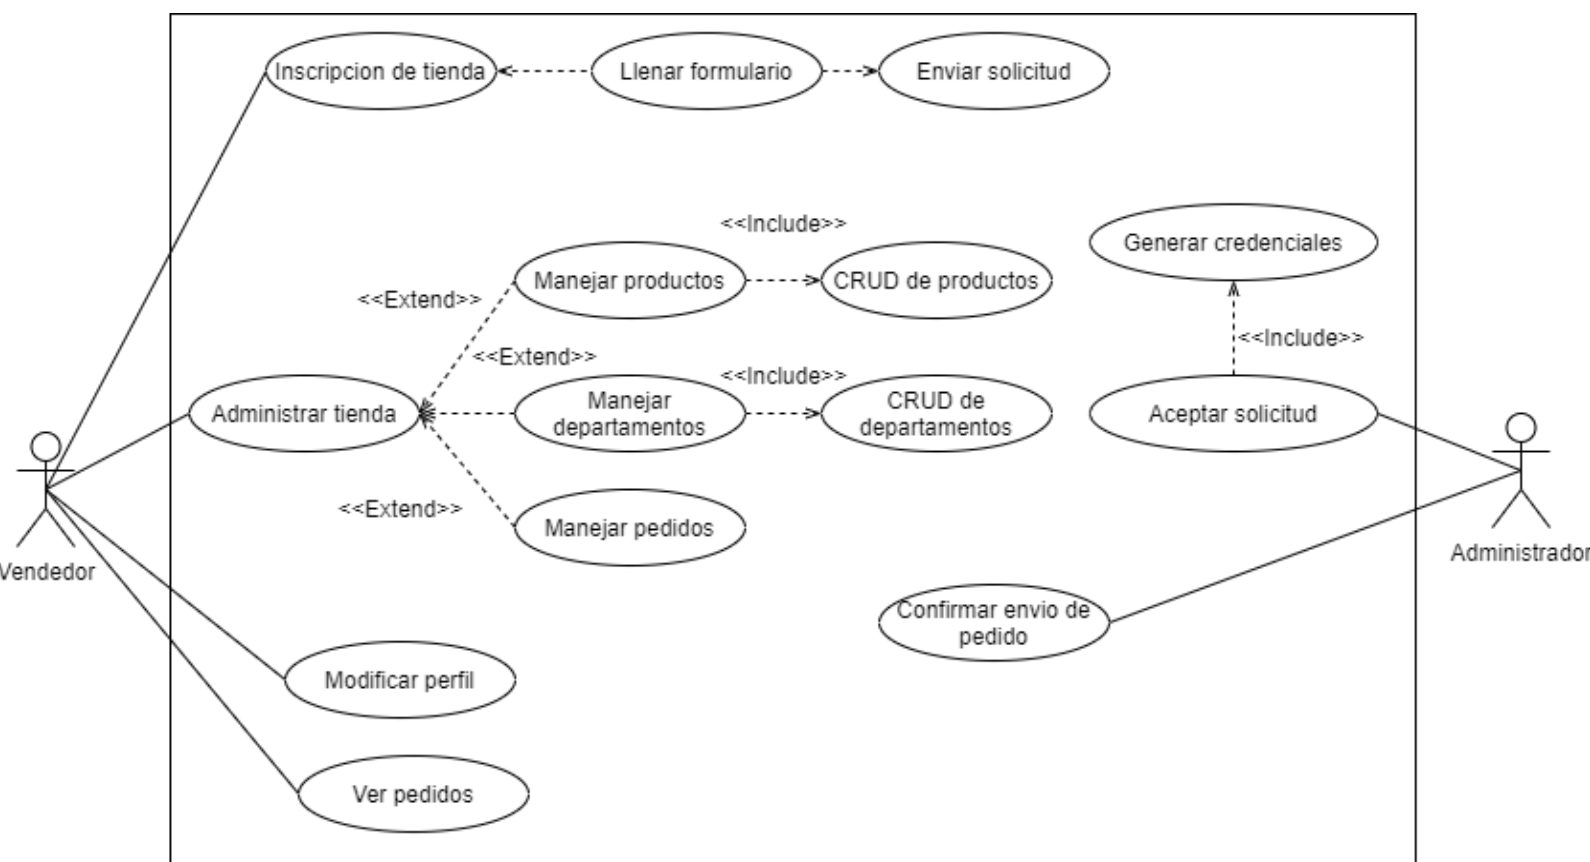 Inscripcion de tienda
Llenar formulario
Enviar solicitud
<<Include>>
Generar credenciales
Manejar productos
CRUD de productos
<<Extend>>
<<Include>>
<<Extend>>
<<Include>>
Administrar tienda
Manejar
departamentos
CRUD de
departamentos
Aceptar solicitud
<<Extend>>
Manejar pedidos
Vendedor
Administrador
Confirmar envio de
pedido
Modificar perfil
Ver pedidos